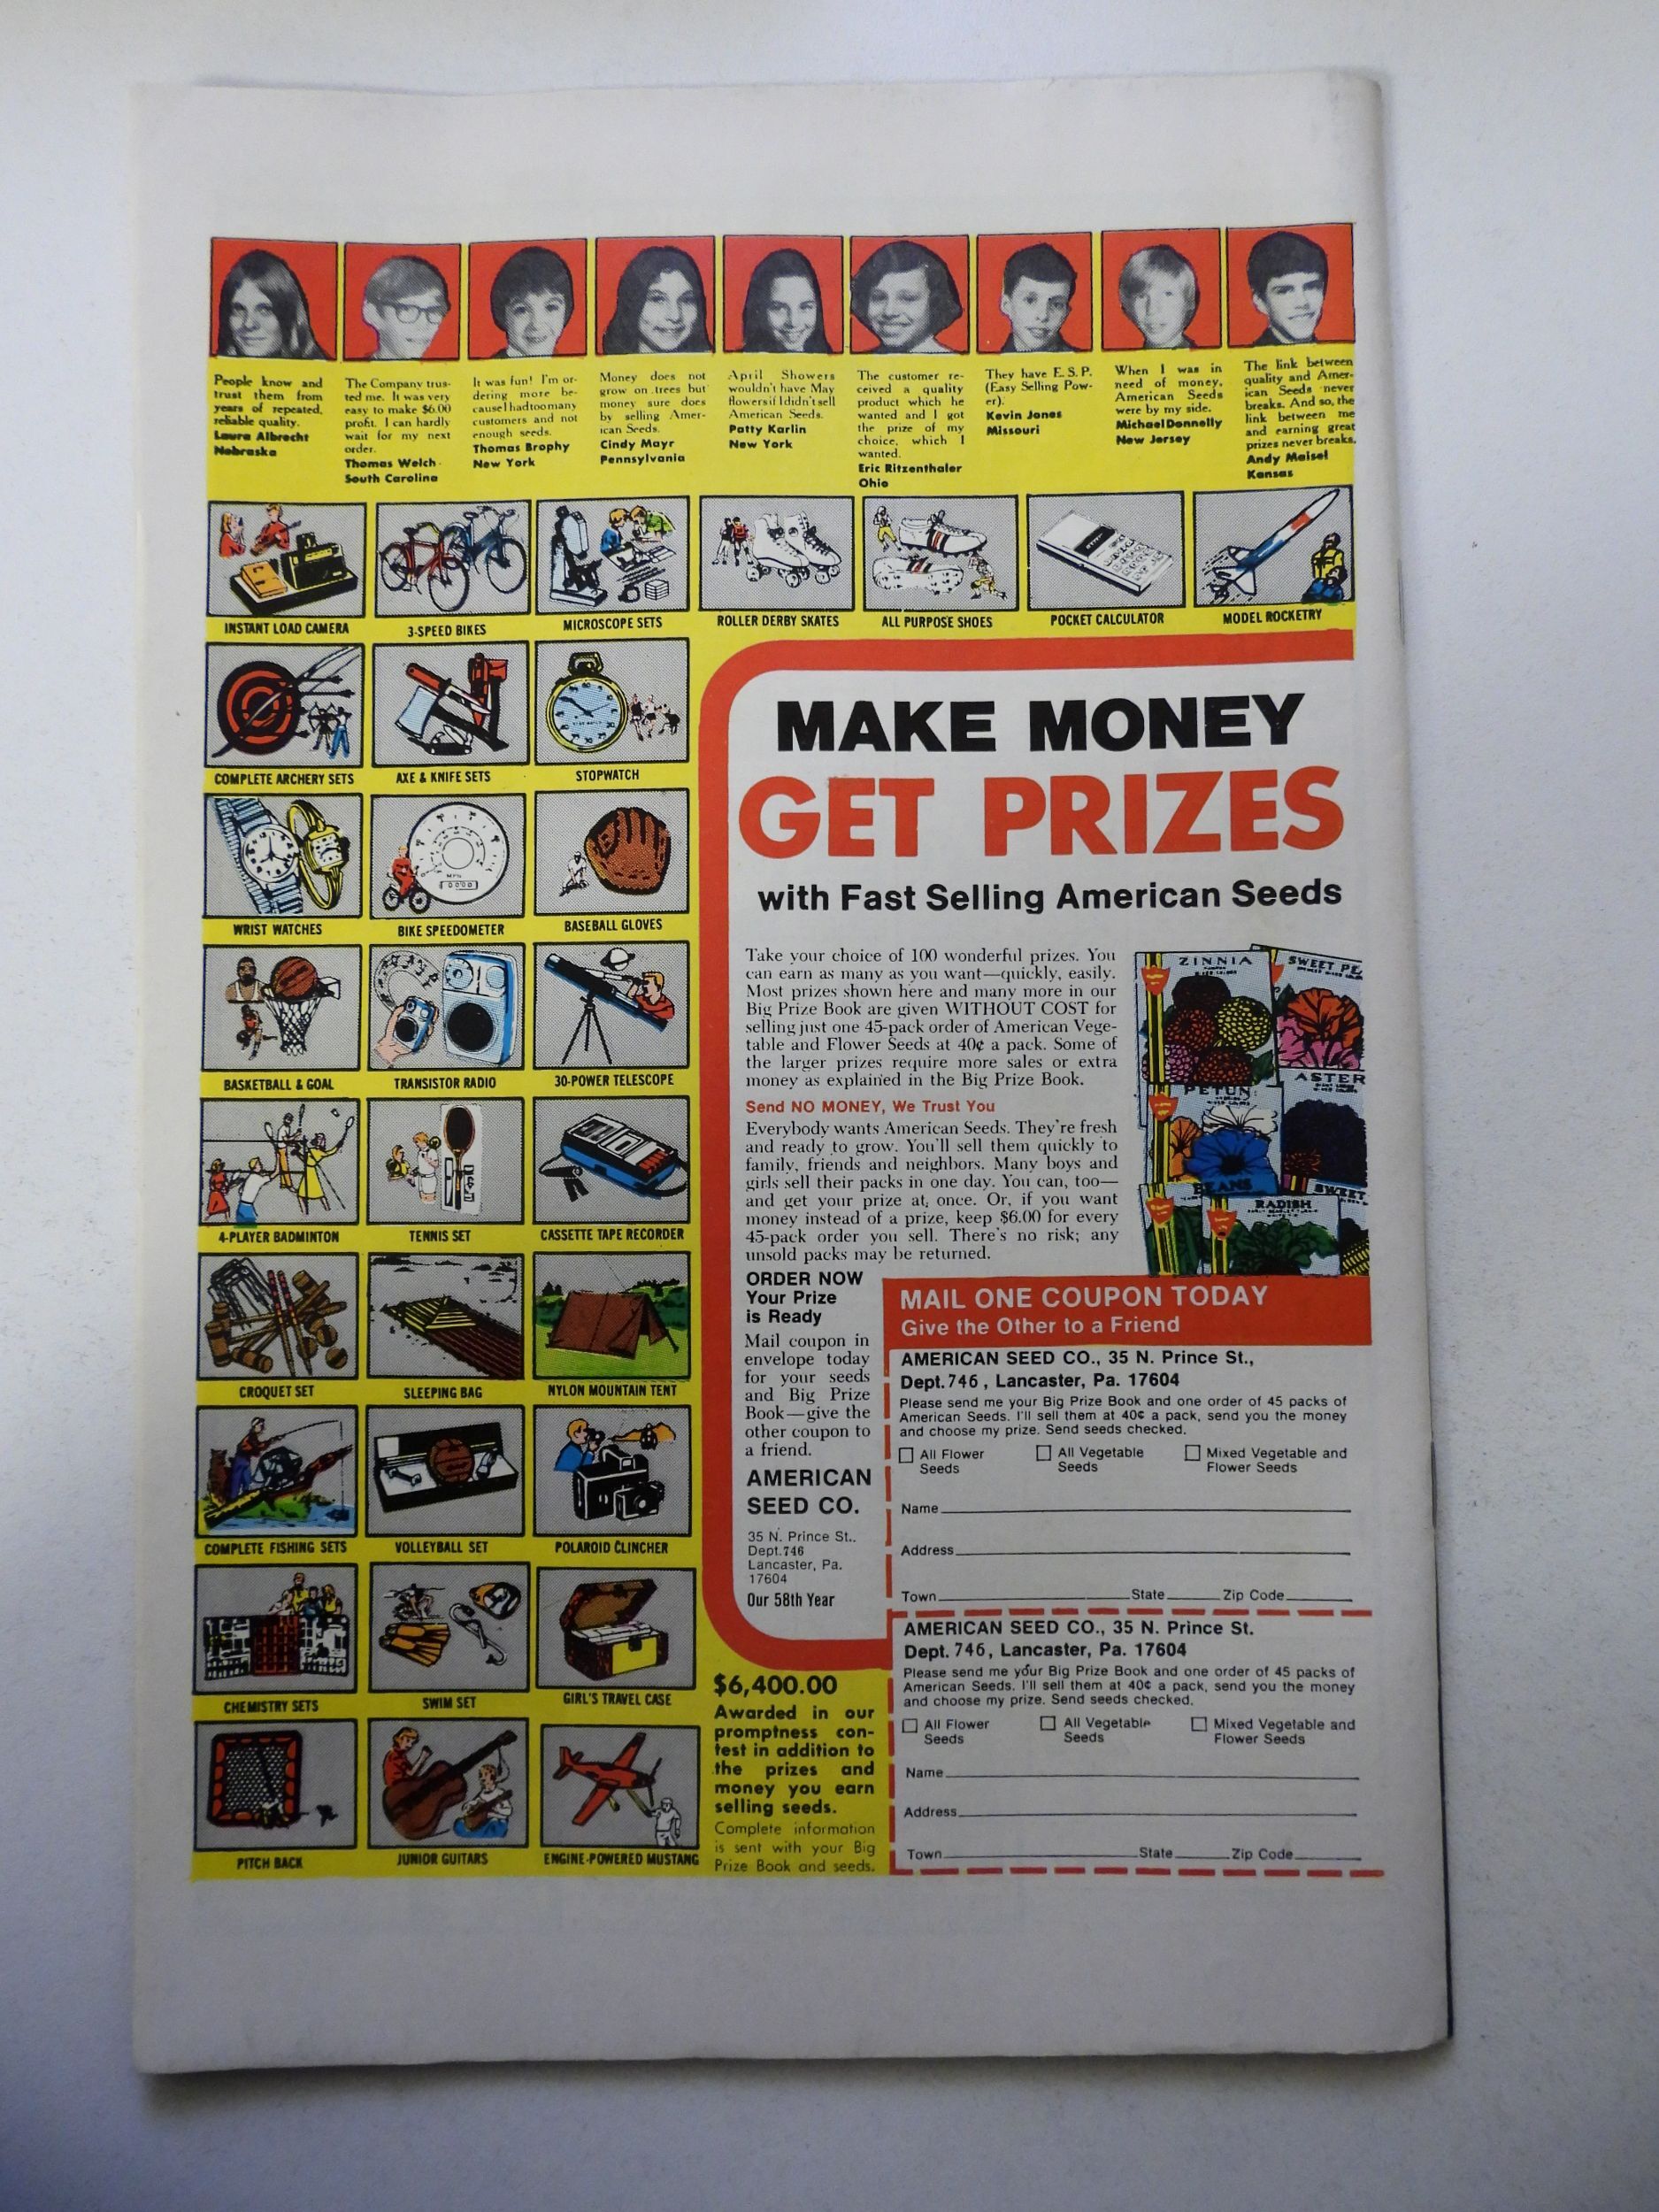 People know and
trust them from
years of repeated,
reliable quality.
Laura Albrecht
Nebraska
The Company trus-
ted me. It was very
easy to make $6.00
profit. I can hardly
wait for my next
order.
Thomas Welch
South Carolina
It was fun! I'm or-
dering more be-
cause I had too many
customers and not
enough seeds.
Thomas Brophy
New York
Money does not
grow on trees but
money sure does
by selling Amer-
ican Seeds.
Cindy Mayr
Pennsylvania
April Showers
wouldn't have May
flowers if I didn't sell
American Seeds.
Patty Karlin
New York
The customer re-
ceived a quality
product which he
wanted and I got
the prize of my
choice, which I
wanted.
Eric Ritzenthaler
Ohio
They have E.S.P.
(Easy Selling Pow-
er).
Kevin Jones
Missouri
When I was in
need of money,
American Seeds
were by my side.
Michael Donnelly
New Jersey
The link between
quality and Amer-
ican Seeds never
breaks. And so, the
link between me
and earning great
prizes never breaks.
Andy Maisel
Kansas
INSTANT LOAD CAMERA
3-SPEED BIKES
MICROSCOPE SETS
ROLLER DERBY SKATES
ALL PURPOSE SHOES
POCKET CALCULATOR
MODEL ROCKETRY
COMPLETE ARCHERY SETS
AXE & KNIFE SETS
STOPWATCH
WRIST WATCHES
BIKE SPEEDOMETER
BASEBALL GLOVES
BASKETBALL & GOAL
TRANSISTOR RADIO
30-POWER TELESCOPE
4-PLAYER BADMINTON
TENNIS SET
CASSETTE TAPE RECORDER
CROQUET SET
SLEEPING BAG
NYLON MOUNTAIN TENT
COMPLETE FISHING SETS
VOLLEYBALL SET
POLAROID CLINCHER
CHEMISTRY SETS
SWIM SET
GIRL'S TRAVEL CASE
PITCH BACK
JUNIOR GUITARS
ENGINE-POWERED MUSTANG
MAKE MONEY
GET PRIZES
with Fast Selling American Seeds
Take your choice of 100 wonderful prizes. You
can earn as many as you want—quickly, easily.
Most prizes shown here and many more in our
Big Prize Book are given WITHOUT COST for
selling just one 45-pack order of American Vege-
table and Flower Seeds at 40¢ a pack. Some of
the larger prizes require more sales or extra
money as explained in the Big Prize Book.
Send NO MONEY, We Trust You
Everybody wants American Seeds. They're fresh
and ready to grow. You'll sell them quickly to
family, friends and neighbors. Many boys and
girls sell their packs in one day. You can, too—
and get your prize at once. Or, if you want
money instead of a prize, keep $6.00 for every
45-pack order you sell. There's no risk; any
unsold packs may be returned.
ZINNIA
SWEET PE
ASTER
PETUN
BEANS
SWEET
RADISH
ORDER NOW
Your Prize
is Ready
Mail coupon in
envelope today
for your seeds
and Big Prize
Book—give the
other coupon to
a friend.
AMERICAN
SEED CO.
35 N. Prince St.,
Dept. 746
Lancaster, Pa.
17604
Our 58th Year
$6,400.00
Awarded in our
promptness con-
test in addition to
the prizes and
money you earn
selling seeds.
Complete information
is sent with your Big
Prize Book and seeds.
MAIL ONE COUPON TODAY
Give the Other to a Friend
AMERICAN SEED CO., 35 N. Prince St.,
Dept. 746, Lancaster, Pa. 17604
Please send me your Big Prize Book and one order of 45 packs of
American Seeds. I'll sell them at 40¢ a pack, send you the money
and choose my prize. Send seeds checked.
All Flower Seeds
All Vegetable Seeds
Mixed Vegetable and Flower Seeds
Name
Address
Town State Zip Code
AMERICAN SEED CO., 35 N. Prince St.
Dept. 746, Lancaster, Pa. 17604
Please send me your Big Prize Book and one order of 45 packs of
American Seeds. I'll sell them at 40¢ a pack, send you the money
and choose my prize. Send seeds checked.
All Flower Seeds
All Vegetable Seeds
Mixed Vegetable and Flower Seeds
Name
Address
Town State Zip Code